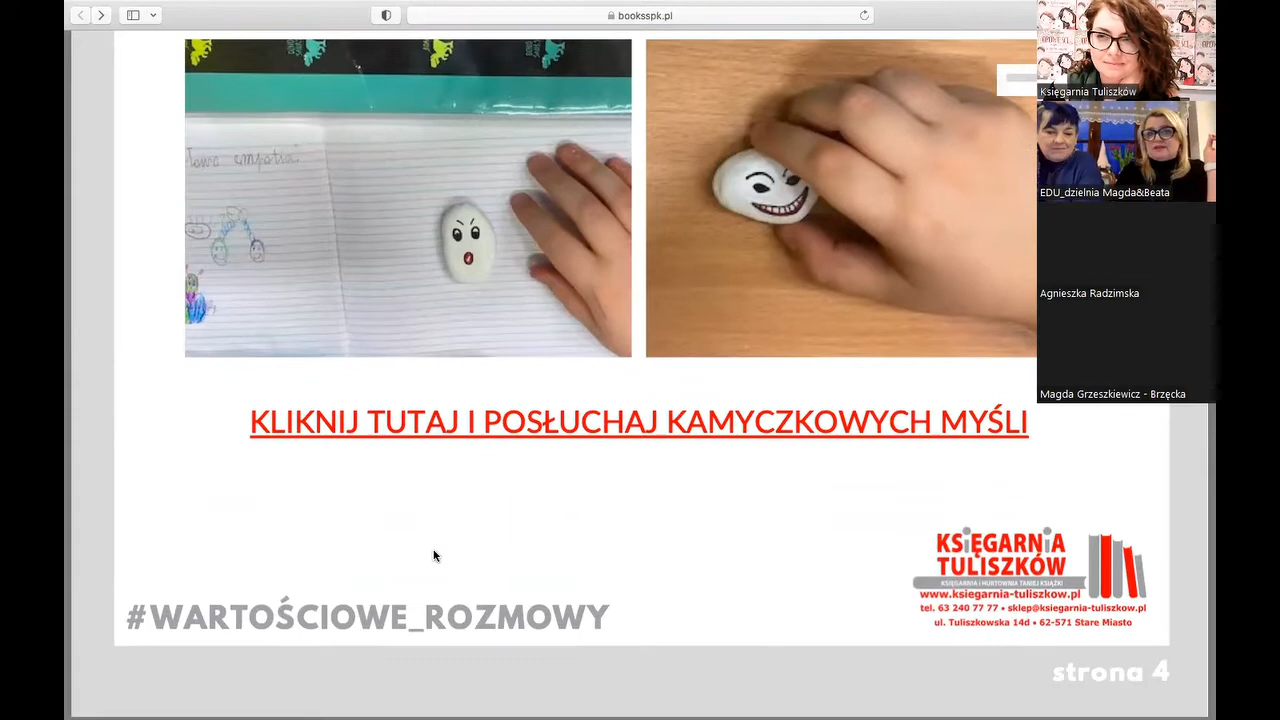 booksspk.pl
Księgarnia Tuliszków
EDU_dzielnia Magda&Beata
Agnieszka Radzimska
Magda Grzeszkiewicz - Brzęcka
empatia
KLIKNIJ TUTAJ I POSŁUCHAJ KAMYCZKOWYCH MYŚLI
KSIĘGARNIA
TULISZKÓW
KSIĘGARNIA i HURTOWNIA TANIEJ KSIĄŻKI
www.ksiegarnia-tuliszkow.pl
tel. 63 240 77 77 • sklep@ksiegarnia-tuliszkow.pl
ul. Tuliszkowska 14d • 62-571 Stare Miasto
#WARTOŚCIOWE_ROZMOWY
strona 4